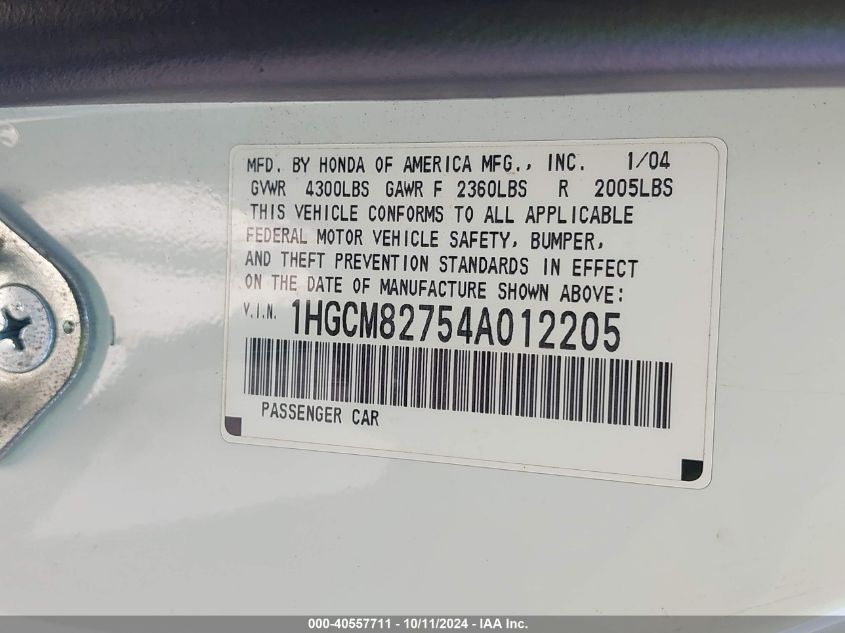 MFD. BY HONDA OF AMERICA MFG., INC. 1/04
GVWR 4300LBS GAWR F 2360LBS R 2005LBS
THIS VEHICLE CONFORMS TO ALL APPLICABLE
FEDERAL MOTOR VEHICLE SAFETY, BUMPER,
AND THEFT PREVENTION STANDARDS IN EFFECT
ON THE DATE OF MANUFACTURE SHOWN ABOVE:
V.I.N. 1HGCM82754A012205
PASSENGER CAR
000-40557711 - 10/11/2024 - IAA Inc.